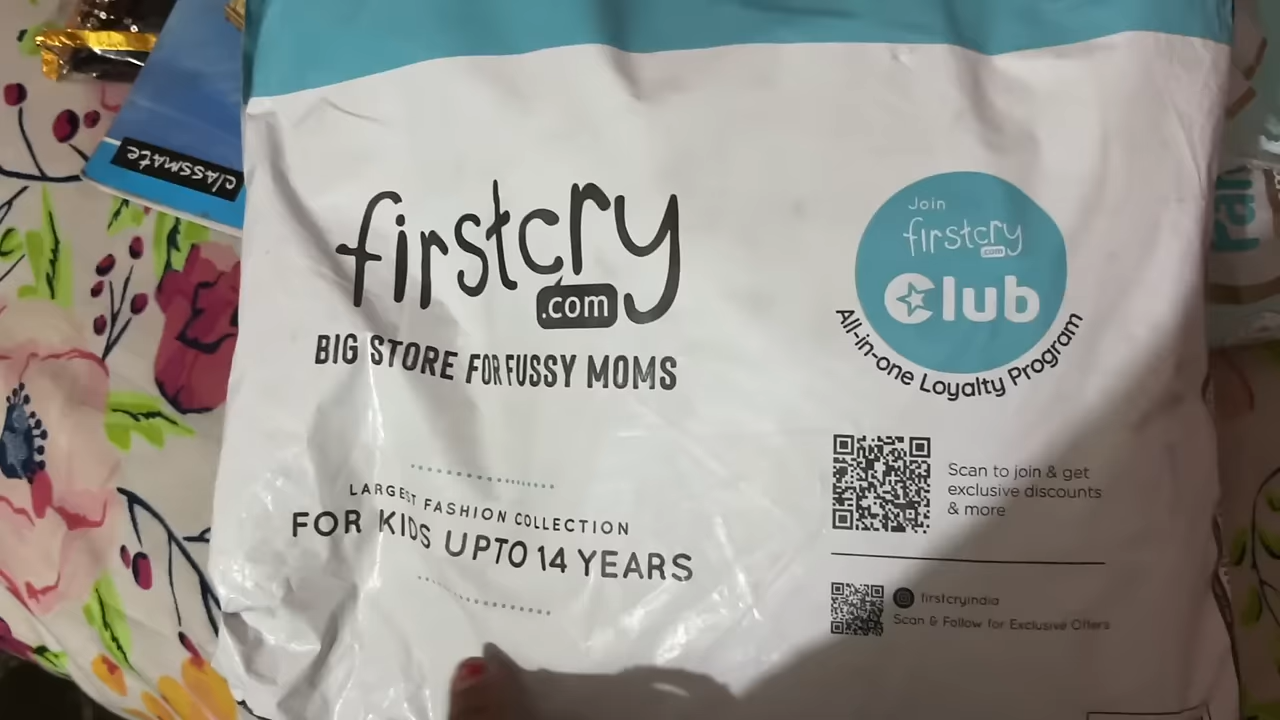 classmate
firstcry
.com
BIG STORE FOR FUSSY MOMS
LARGEST FASHION COLLECTION
FOR KIDS UPTO 14 YEARS
Join
firstcry
.com
Club
All-in-one Loyalty Program
Scan to join & get
exclusive discounts
& more
firstcryindia
Scan & Follow for Exclusive Offers